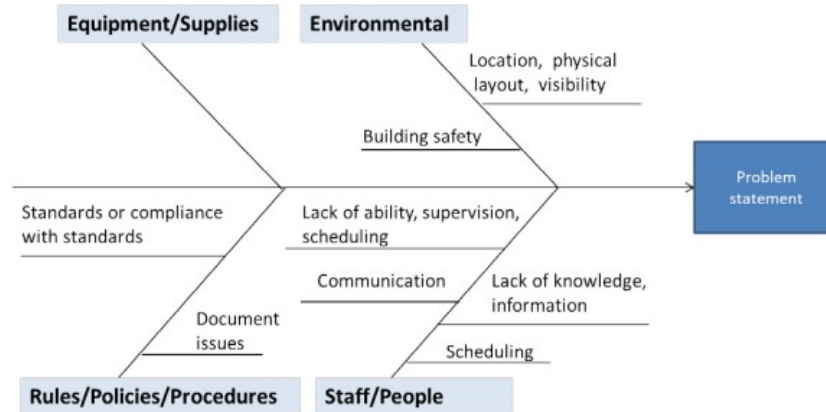 Equipment/Supplies
Environmental
Location, physical
layout, visibility
Building safety
Problem
statement
Standards or compliance
with standards
Lack of ability, supervision,
scheduling
Communication
Lack of knowledge,
information
Document
issues
Scheduling
Rules/Policies/Procedures
Staff/People